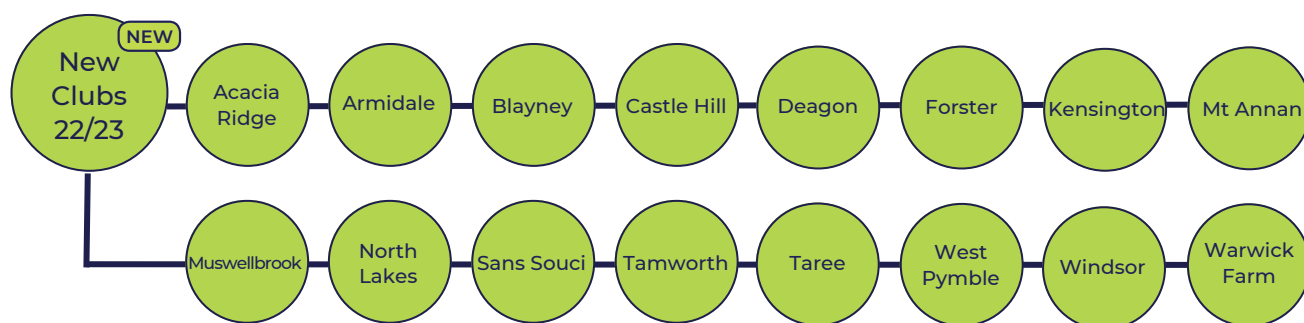 NEW
New
Clubs
22/23
Acacia
Ridge
Armidale
Blayney
Castle Hill
Deagon
Forster
Kensington
Mt Annan
Muswellbrook
North
Lakes
Sans Souci
Tamworth
Taree
West
Pymble
Windsor
Warwick
Farm